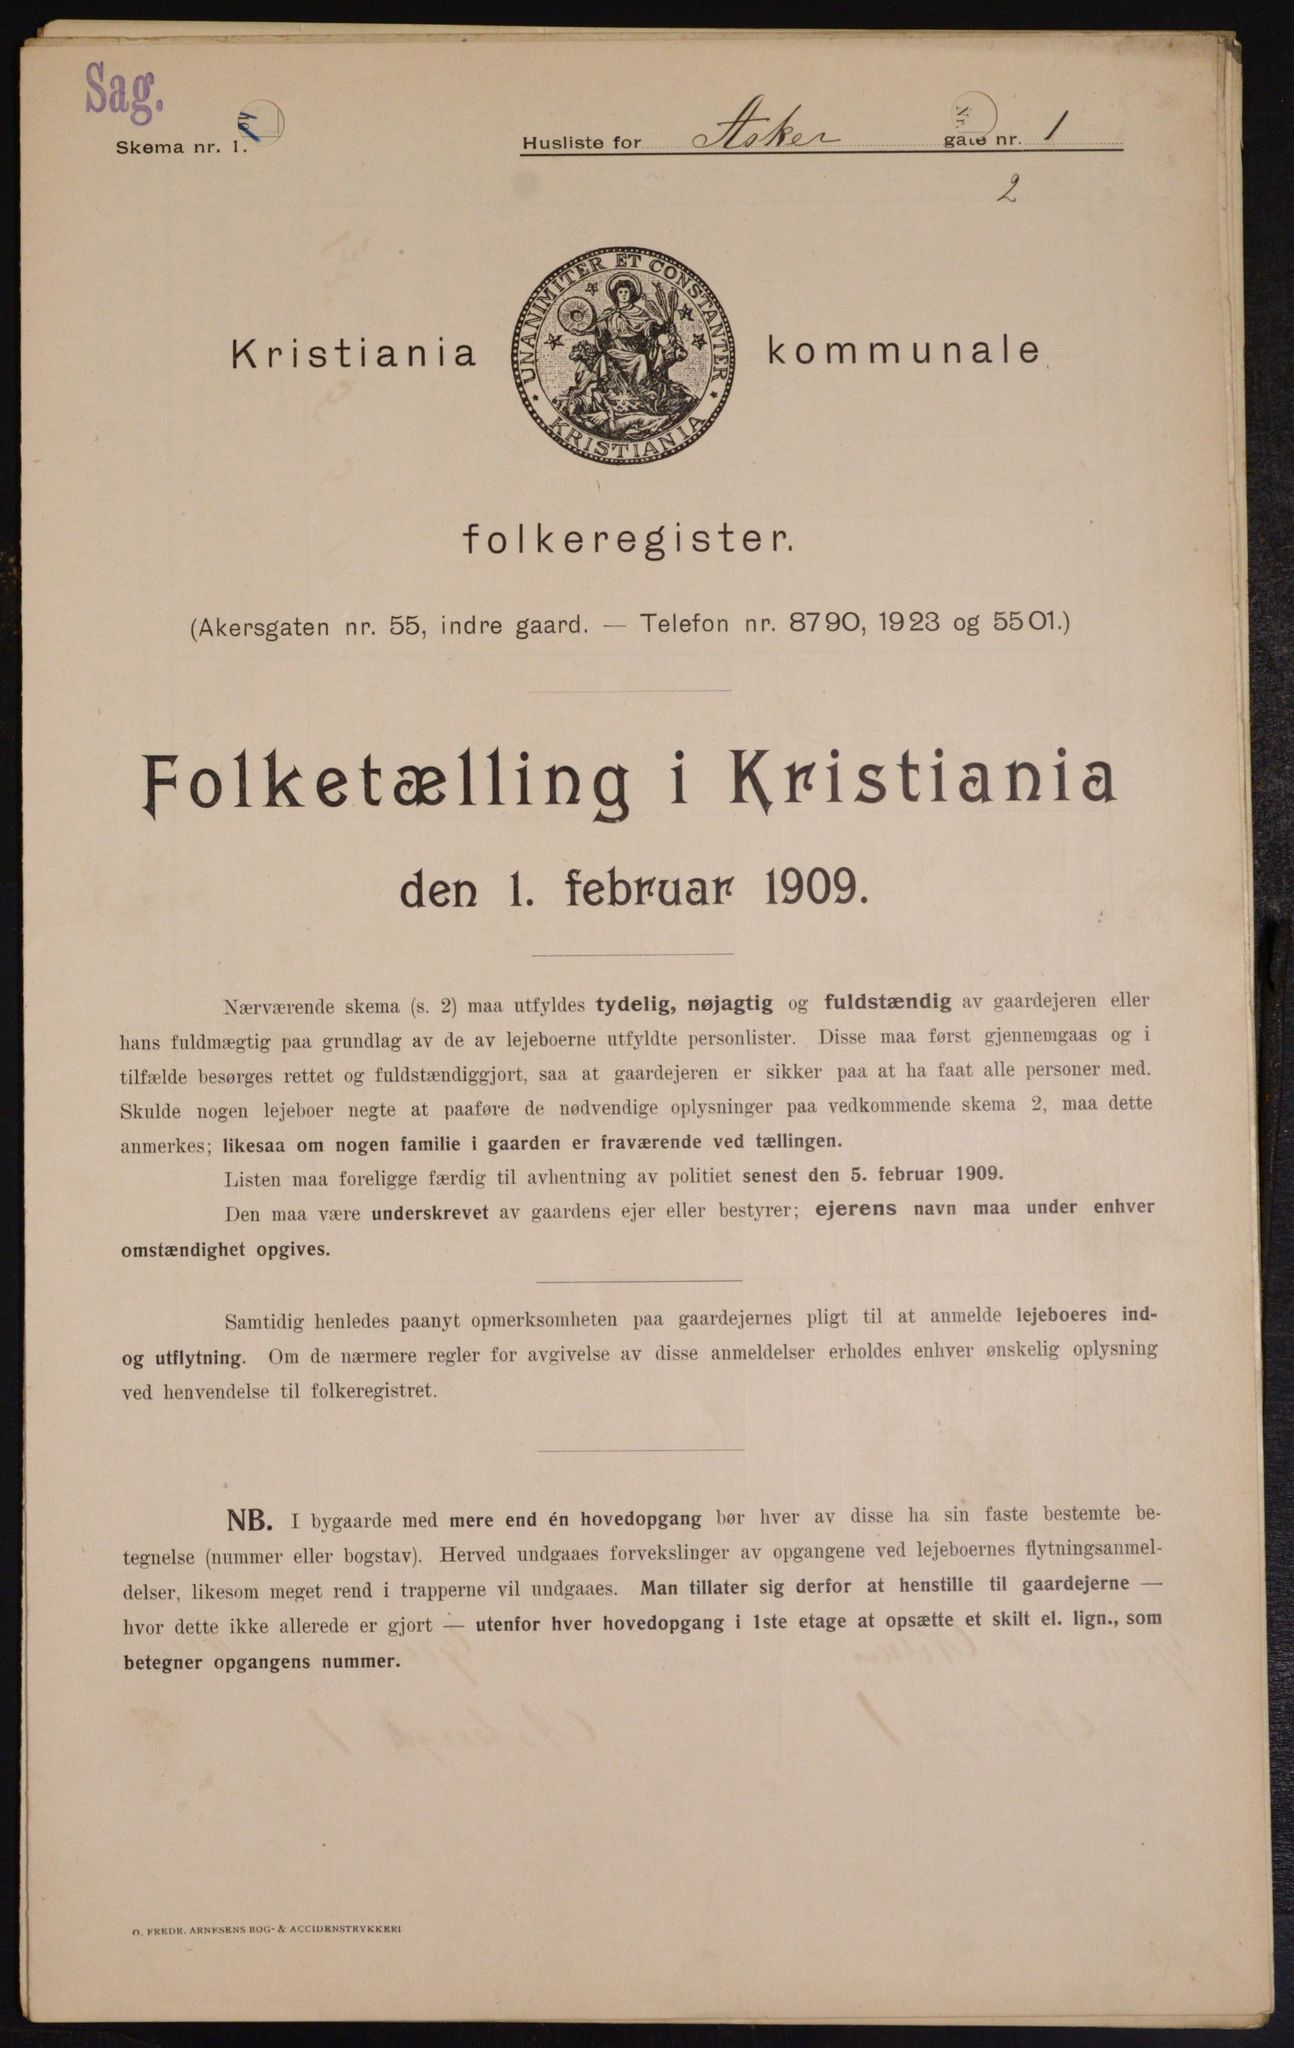 Sag.
Skema nr. 1.
Husliste for Asker gate nr. 1
Nr.
2
UNANIMITER ET CONSTANTER
KRISTIANIA
Kristiania kommunale
folkeregister.
(Akersgaten nr. 55, indre gaard. — Telefon nr. 8790, 1923 og 5501.)
Folketælling i Kristiania
den 1. februar 1909.
Nærværende skema (s. 2) maa utfyldes tydelig, nøjagtig og fuldstændig av gaardejeren eller
hans fuldmægtig paa grundlag av de av lejeboerne utfyldte personlister. Disse maa først gjennemgaas og i
tilfælde besørges rettet og fuldstændiggjort, saa at gaardejeren er sikker paa at ha faat alle personer med.
Skulde nogen lejeboer negte at paaføre de nødvendige oplysninger paa vedkommende skema 2, maa dette
anmerkes; likesaa om nogen familie i gaarden er fraværende ved tællingen.
Listen maa foreligge færdig til avhentning av politiet senest den 5. februar 1909.
Den maa være underskrevet av gaardens ejer eller bestyrer; ejerens navn maa under enhver
omstændighet opgives.
Samtidig henledes paanyt opmerksomheten paa gaardejernes pligt til at anmelde lejeboeres ind-
og utflytning. Om de nærmere regler for avgivelse av disse anmeldelser erholdes enhver ønskelig oplysning
ved henvendelse til folkeregistret.
NB. I bygaarde med mere end én hovedopgang bør hver av disse ha sin faste bestemte be-
tegnelse (nummer eller bogstav). Herved undgaaes forvekslinger av opgangene ved lejeboernes flytningsanmel-
delser, likesom meget rend i trapperne vil undgaaes. Man tillater sig derfor at henstille til gaardejerne —
hvor dette ikke allerede er gjort — utenfor hver hovedopgang i 1ste etage at opsætte et skilt el. lign., som
betegner opgangens nummer.
O. FREDR. ARNESENS BOG- & ACCIDENSTRYKKERI